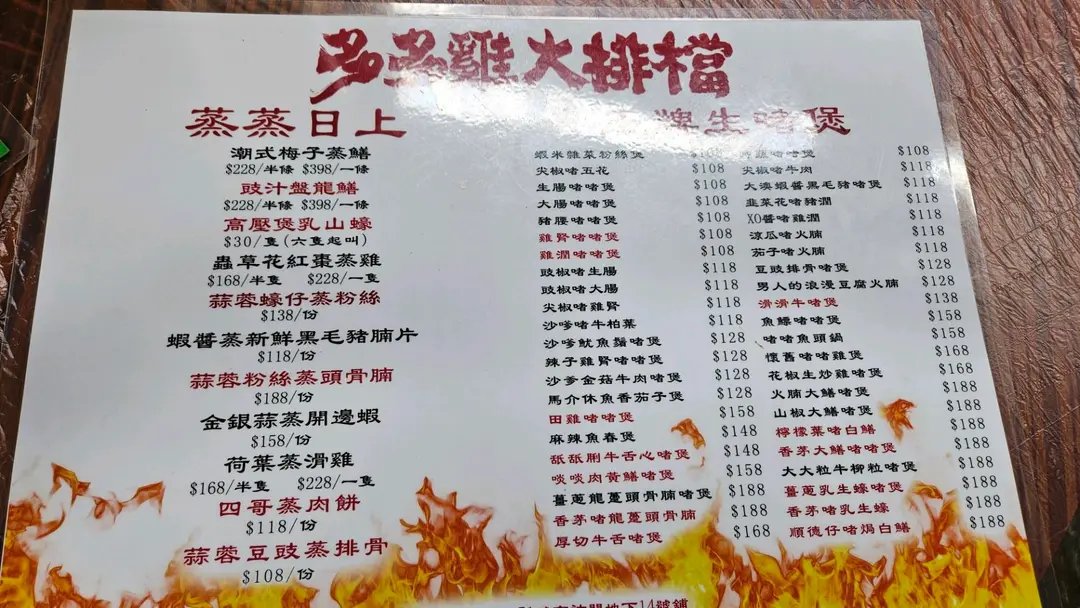 多多雞大排檔
蒸蒸日上
潮式梅子蒸鱔
$228/半條 $398/一條
豉汁盤龍鱔
$228/半條 $398/一條
高壓煲乳山蠔
$30/隻(六隻起叫)
蟲草花紅棗蒸雞
$168/半隻 $228/一隻
蒜蓉蠔仔蒸粉絲
$138/份
蝦醬蒸新鮮黑毛豬腩片
$118/份
蒜蓉粉絲蒸頭骨腩
$188/份
金銀蒜蒸開邊蝦
$158/份
荷葉蒸滑雞
$168/半隻 $228/一隻
四哥蒸肉餅
$118/份
蒜蓉豆豉蒸排骨
$108/份
牌生啫煲
蝦米雜菜粉絲煲 $108
尖椒啫五花 $108
生腸啫啫煲 $108
大腸啫啫煲 $108
豬腰啫啫煲 $108
雞腎啫啫煲 $108
雞潤啫啫煲 $108
豉椒啫生腸 $118
豉椒啫大腸 $118
尖椒啫雞腎 $118
沙嗲啫牛柏葉 $118
沙爹魷魚鬚啫煲 $128
辣子雞腎啫啫煲 $128
沙爹金菇牛肉啫煲 $128
馬介休魚香茄子煲 $128
田雞啫啫煲 $158
麻辣魚春煲 $148
舐舐脷牛舌心啫煲 $148
啖啖肉黃鱔啫煲 $158
薑蔥龍躉頭骨腩啫煲 $188
香茅啫龍躉頭骨腩 $188
厚切牛舌啫煲 $168
啫啫煲 $108
尖椒啫牛肉 $118
大澳蝦醬黑毛豬啫煲 $118
韭菜花啫豬潤 $118
XO醬啫雞潤 $118
涼瓜啫火腩 $118
茄子啫火腩 $118
豆豉排骨啫煲 $128
男人的浪漫豆腐火腩 $128
滑滑牛啫煲 $138
魚鰾啫啫煲 $158
啫啫魚頭鍋 $158
懷舊啫啫雞煲 $168
花椒生炒雞啫煲 $168
火腩大鱔啫煲 $188
山椒大鱔啫煲 $188
檸檬葉啫白鱔 $188
香茅大鱔啫啫煲 $188
大大粒牛柳粒啫煲 $188
薑蔥乳生蠔啫煲 $188
香茅啫乳生蠔 $188
順德仔啫焗白鱔 $188
地下14號舖